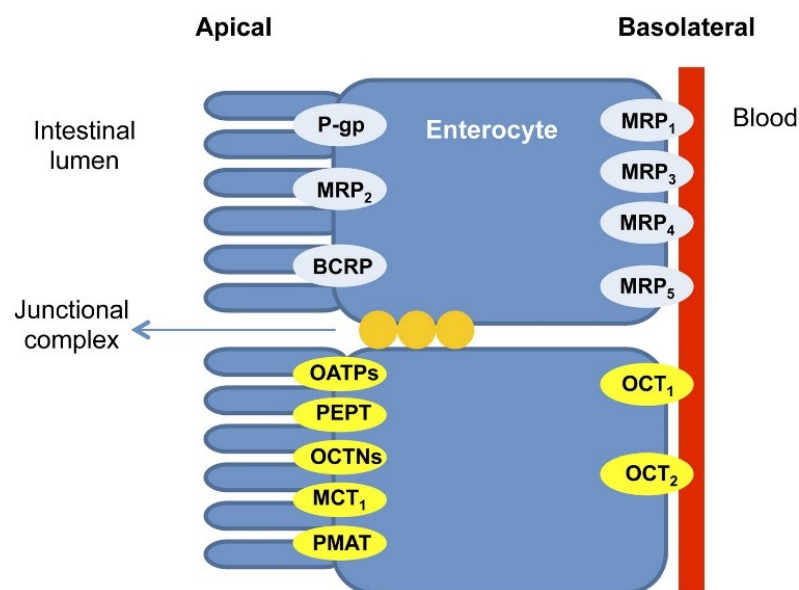 Apical
Basolateral
Intestinal
lumen
P-gp
Enterocyte
MRP₁
Blood
MRP₃
MRP₂
MRP₄
BCRP
MRP₅
Junctional
complex
OATPs
OCT₁
PEPT
OCTNs
OCT₂
MCT₁
PMAT